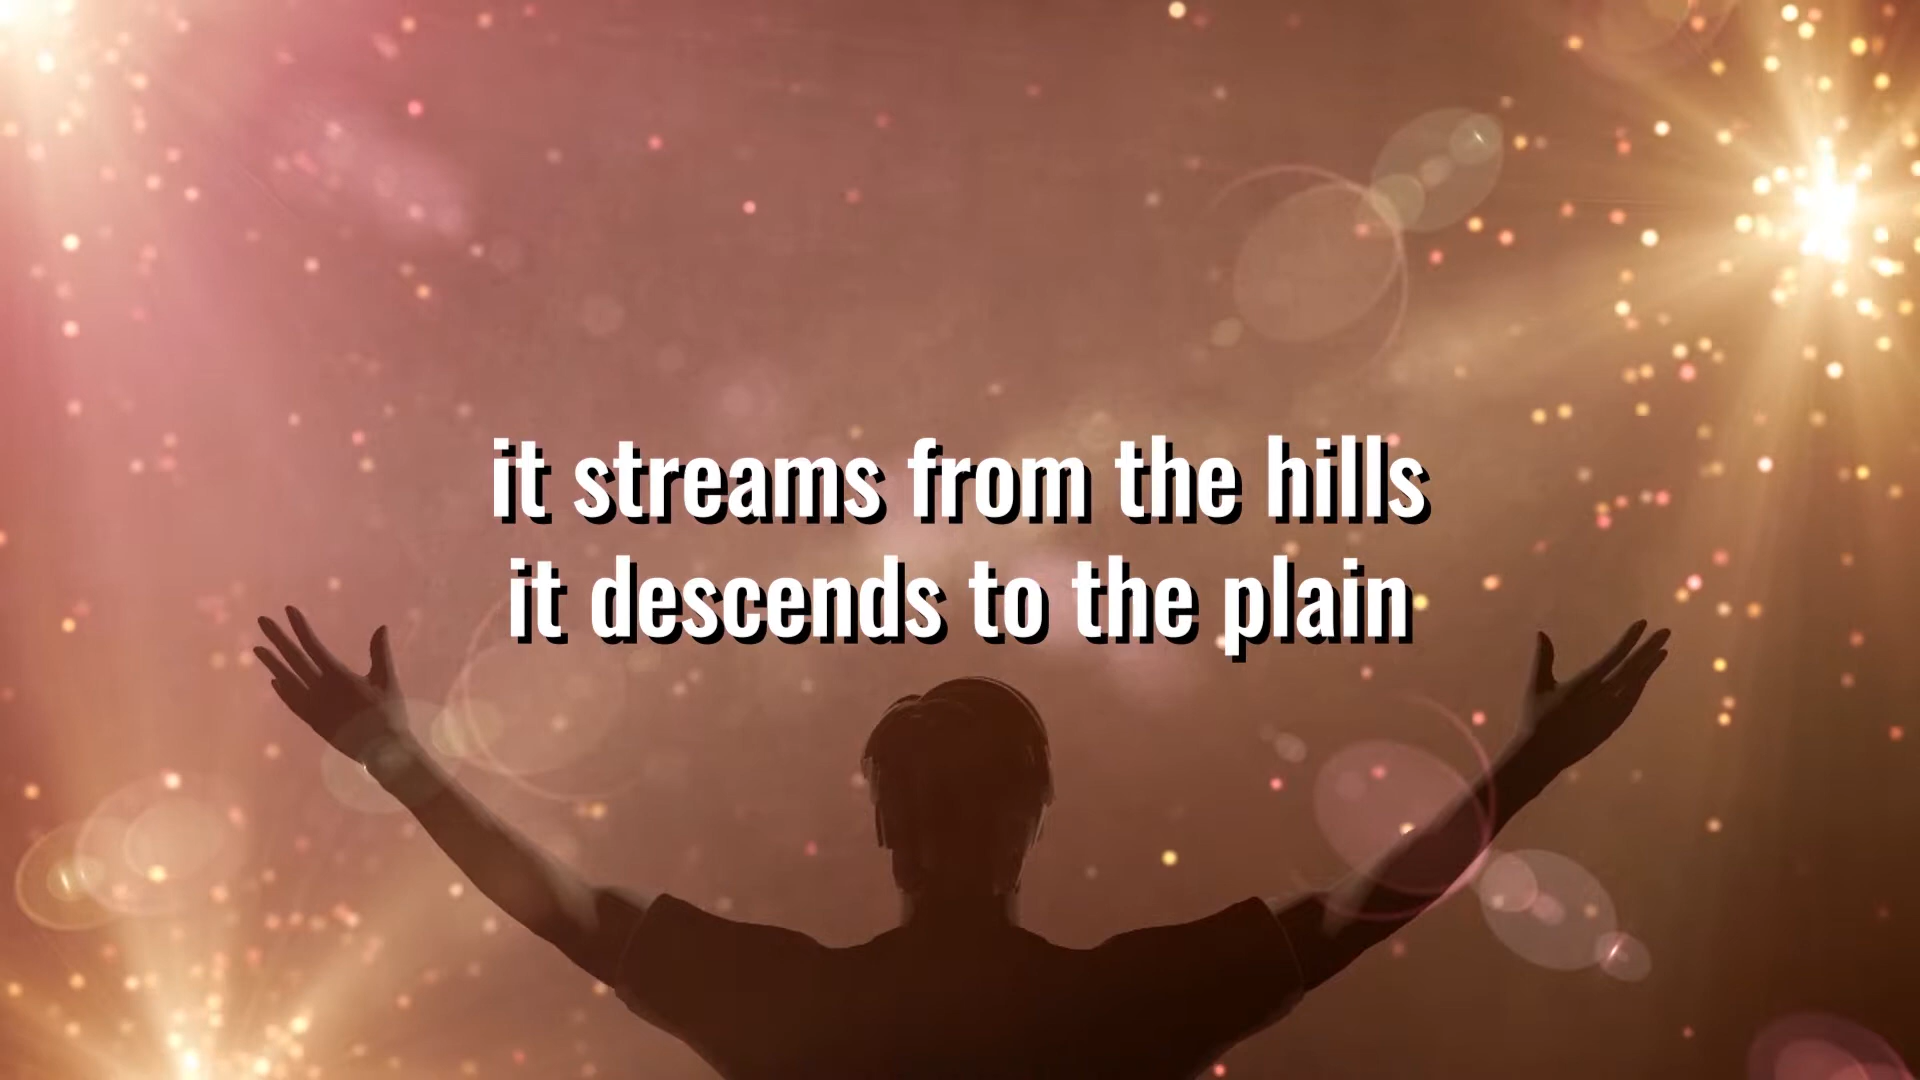 it streams from the hills
it descends to the plain